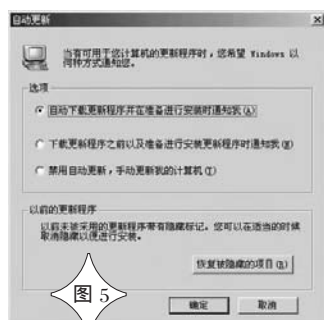 自动更新
当有可用于您计算机的更新程序时，您希望 Windows 以
何种方式通知您。
选项
自动下载更新程序并在准备进行安装时通知我(A)
下载更新程序之前以及准备进行安装更新程序时通知我(N)
禁用自动更新，手动更新我的计算机(T)
以前的更新程序
以前未被采用的更新程序带有隐藏标记。您可以在适当的时候
取消隐藏以便进行安装。
恢复被隐藏的项目(R)
图 5
确定
取消